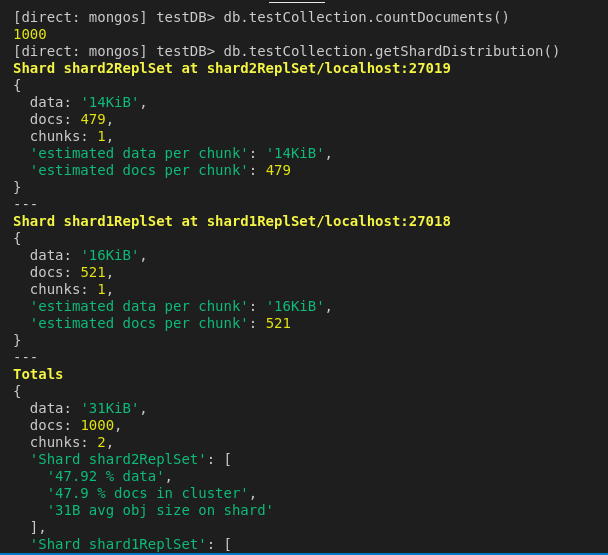 [direct: mongos] testDB> db.testCollection.countDocuments()
1000
[direct: mongos] testDB> db.testCollection.getShardDistribution()
Shard shard2ReplSet at shard2ReplSet/localhost:27019
{
  data: '14KiB',
  docs: 479,
  chunks: 1,
  'estimated data per chunk': '14KiB',
  'estimated docs per chunk': 479
}
---
Shard shard1ReplSet at shard1ReplSet/localhost:27018
{
  data: '16KiB',
  docs: 521,
  chunks: 1,
  'estimated data per chunk': '16KiB',
  'estimated docs per chunk': 521
}
---
Totals
{
  data: '31KiB',
  docs: 1000,
  chunks: 2,
  'Shard shard2ReplSet': [
    '47.92 % data',
    '47.9 % docs in cluster',
    '31B avg obj size on shard'
  ],
  'Shard shard1ReplSet': [